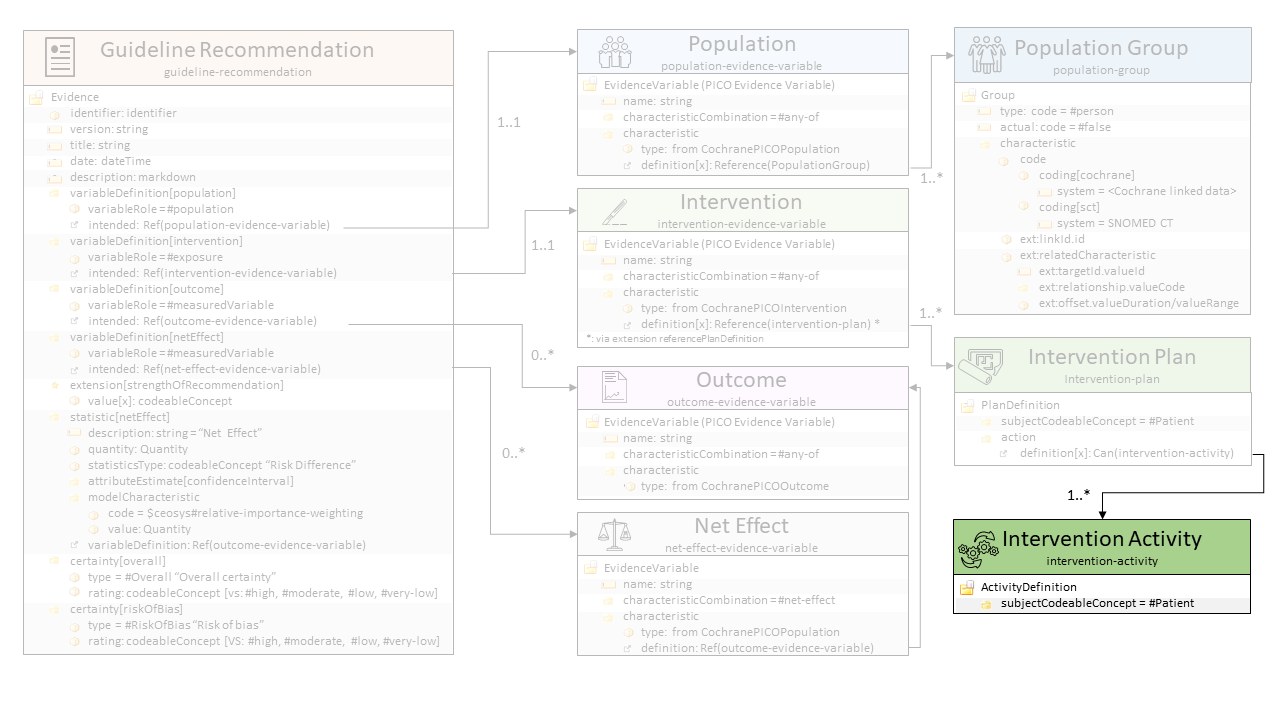 Guideline Recommendation
guideline-recommendation
Evidence
identifier: Identifier
version: string
title: string
date: dateTime
description: markdown
variableDefinition[population]
variableRole =#population
intended: Ref(population-evidence-variable)
variableDefinition[intervention]
variableRole =#exposure
intended: Ref(intervention-evidence-variable)
variableDefinition[outcome]
variableRole =#measuredVariable
intended: Ref(outcome-evidence-variable)
variableDefinition[netEffect]
variableRole =#measuredVariable
intended: Ref(net-effect-evidence-variable)
extension[strengthOfRecommendation]
value[x]: codeableConcept
statistic[netEffect]
description: string = “Net Effect”
quantity: Quantity
statisticsType: codeableConcept “Risk Difference”
attributeEstimate[confidenceInterval]
modelCharacteristic
code = $ceosys#relative-importance-weighting
value: Quantity
variableDefinition: Ref(outcome-evidence-variable)
certainty[overall]
type = #Overall “Overall certainty”
rating: codeableConcept [vs: #high, #moderate, #low, #very-low]
certainty[riskOfBias]
type = #RiskOfBias “Risk of bias”
rating: codeableConcept [VS: #high, #moderate, #low, #very-low]
1..1
1..1
0..*
0..*
Population
population-evidence-variable
EvidenceVariable (PICO Evidence Variable)
name: string
characteristicCombination =#any-of
characteristic
type: from CochranePICOPopulation
definition[x]: Reference(PopulationGroup)
1..*
Intervention
intervention-evidence-variable
EvidenceVariable (PICO Evidence Variable)
name: string
characteristicCombination =#any-of
characteristic
type: from CochranePICOIntervention
definition[x]: Reference(intervention-plan) *
*: via extension referencePlanDefinition
1..*
Outcome
outcome-evidence-variable
EvidenceVariable (PICO Evidence Variable)
name: string
characteristicCombination =#any-of
characteristic
type: from CochranePICOOutcome
Net Effect
net-effect-evidence-variable
EvidenceVariable
name: string
characteristicCombination =#net-effect
characteristic
type: from CochranePICOPopulation
definition: Ref(outcome-evidence-variable)
Population Group
population-group
Group
type: code = #person
actual: code = #false
characteristic
code
coding[cochrane]
system = <Cochrane linked data>
coding[sct]
system = SNOMED CT
ext:linkId.id
ext:relatedCharacteristic
ext:targetId.valueid
ext:relationship.valueCode
ext:offset.valueDuration/valueRange
Intervention Plan
intervention-plan
PlanDefinition
subjectCodeableConcept = #Patient
action
definition[x]: Can(intervention-activity)
1..*
Intervention Activity
intervention-activity
ActivityDefinition
subjectCodeableConcept = #Patient